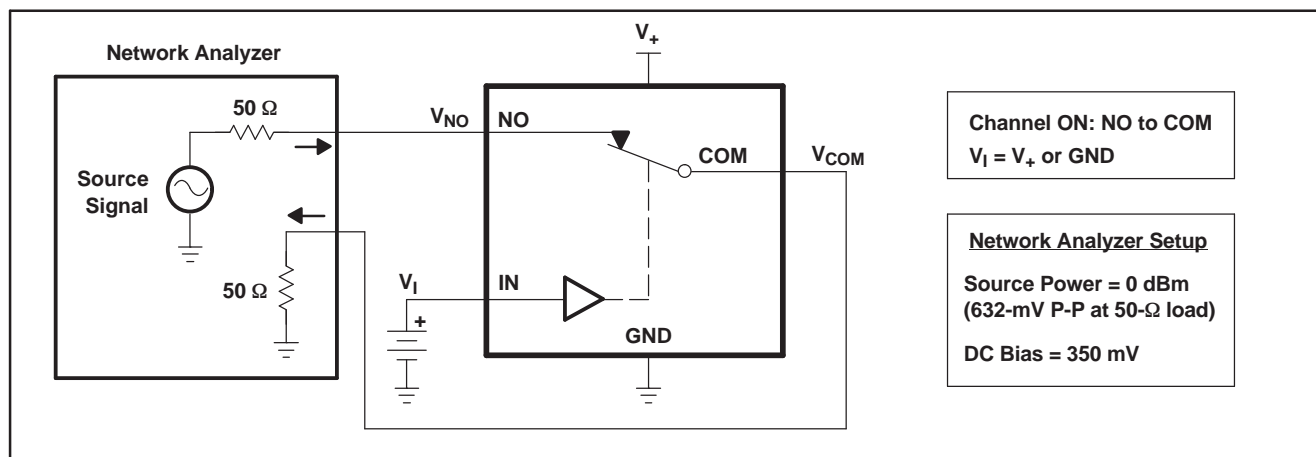 Network Analyzer
50 Ω
Source
Signal
50 Ω
V+
VNO
NO
COM
VCOM
VI
+
IN
GND
Channel ON: NO to COM
VI = V+ or GND
Network Analyzer Setup
Source Power = 0 dBm
(632-mV P-P at 50-Ω load)
DC Bias = 350 mV